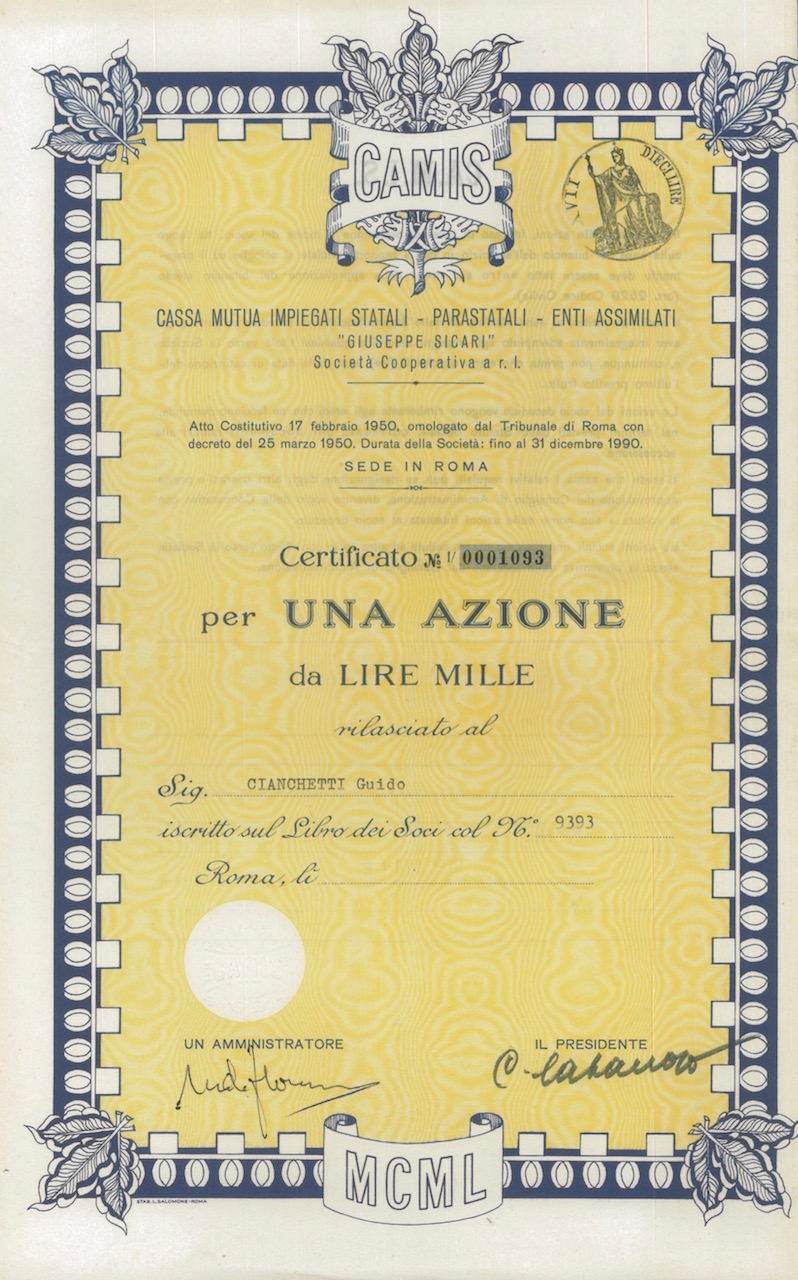 CAMIS
DIECI LIRE
CASSA MUTUA IMPIEGATI STATALI - PARASTATALI - ENTI ASSIMILATI
"GIUSEPPE SICARI"
Società Cooperativa a r. l.
Atto Costitutivo 17 febbraio 1950, omologato dal Tribunale di Roma con
decreto del 25 marzo 1950. Durata della Società: fino al 31 dicembre 1990.
SEDE IN ROMA
Certificato № 1/ 0001093
per UNA AZIONE
da LIRE MILLE
rilasciato al
Sig. CIANCHETTI Guido
iscritto sul Libro dei Soci col N.° 9393
Roma, lì
UN AMMINISTRATORE
IL PRESIDENTE
MCML
STAB. L. SALOMONE - ROMA